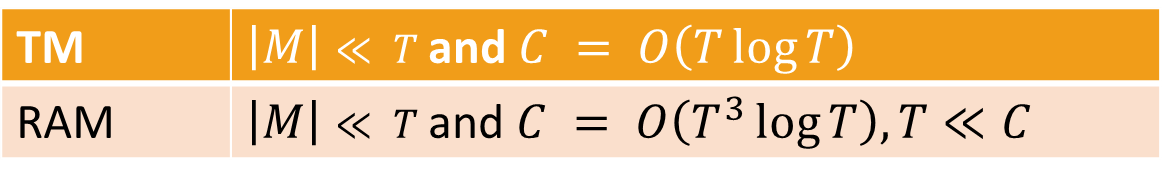 TM |M| ≪ T and C = O(T log T)
RAM |M| ≪ T and C = O(T³ log T), T ≪ C